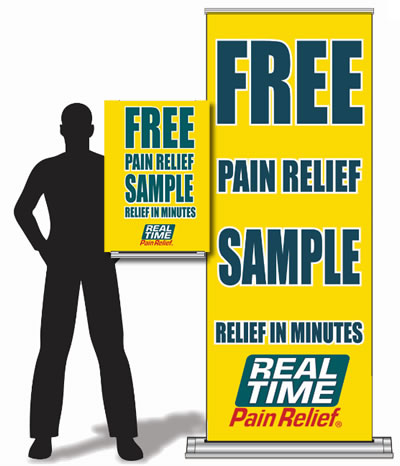 FREE
PAIN RELIEF
SAMPLE
RELIEF IN MINUTES
REAL
TIME
Pain Relief.
FREE
PAIN RELIEF
SAMPLE
RELIEF IN MINUTES
REAL
TIME
Pain Relief®